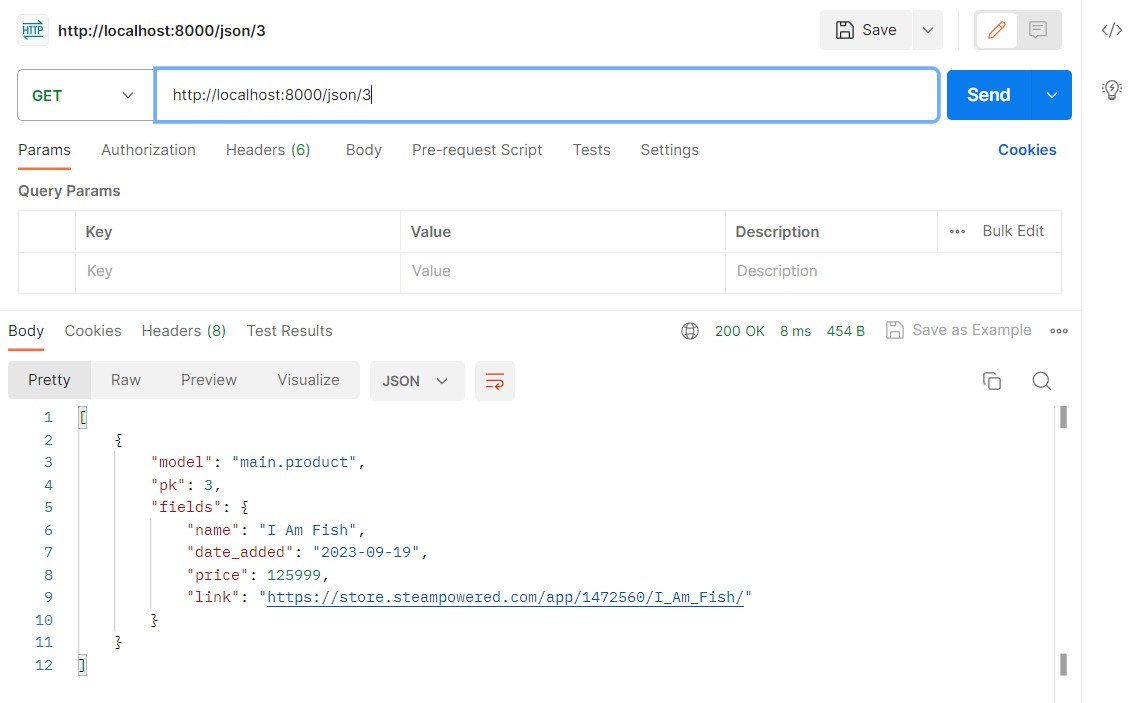 HTTP http://localhost:8000/json/3 Save
GET http://localhost:8000/json/3 Send
Params Authorization Headers (6) Body Pre-request Script Tests Settings Cookies
Query Params
Key Value Description ••• Bulk Edit
Key Value Description
Body Cookies Headers (8) Test Results 200 OK 8 ms 454 B Save as Example •••
Pretty Raw Preview Visualize JSON
1 [
2 {
3 "model": "main.product",
4 "pk": 3,
5 "fields": {
6 "name": "I Am Fish",
7 "date_added": "2023-09-19",
8 "price": 125999,
9 "link": "https://store.steampowered.com/app/1472560/I_Am_Fish/"
10 }
11 }
12 ]